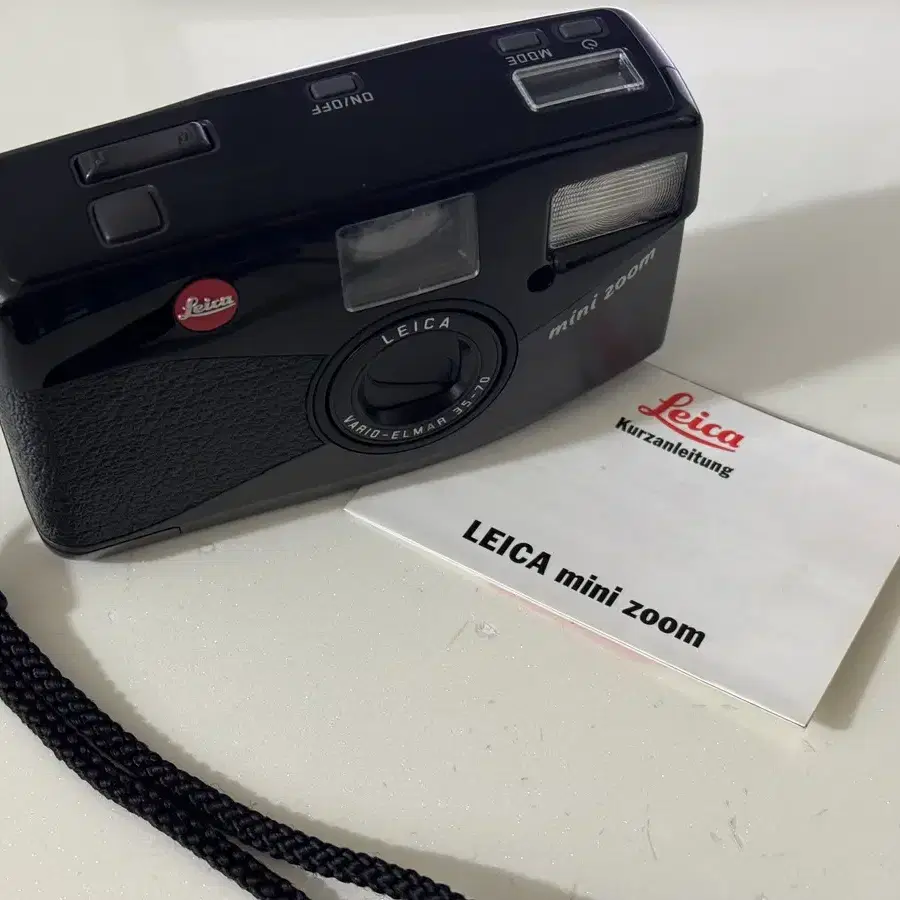 MODE
ON/OFF
Leica
mini zoom
LEICA
VARIO-ELMAR 35-70
Leica
Kurzanleitung
LEICA mini zoom